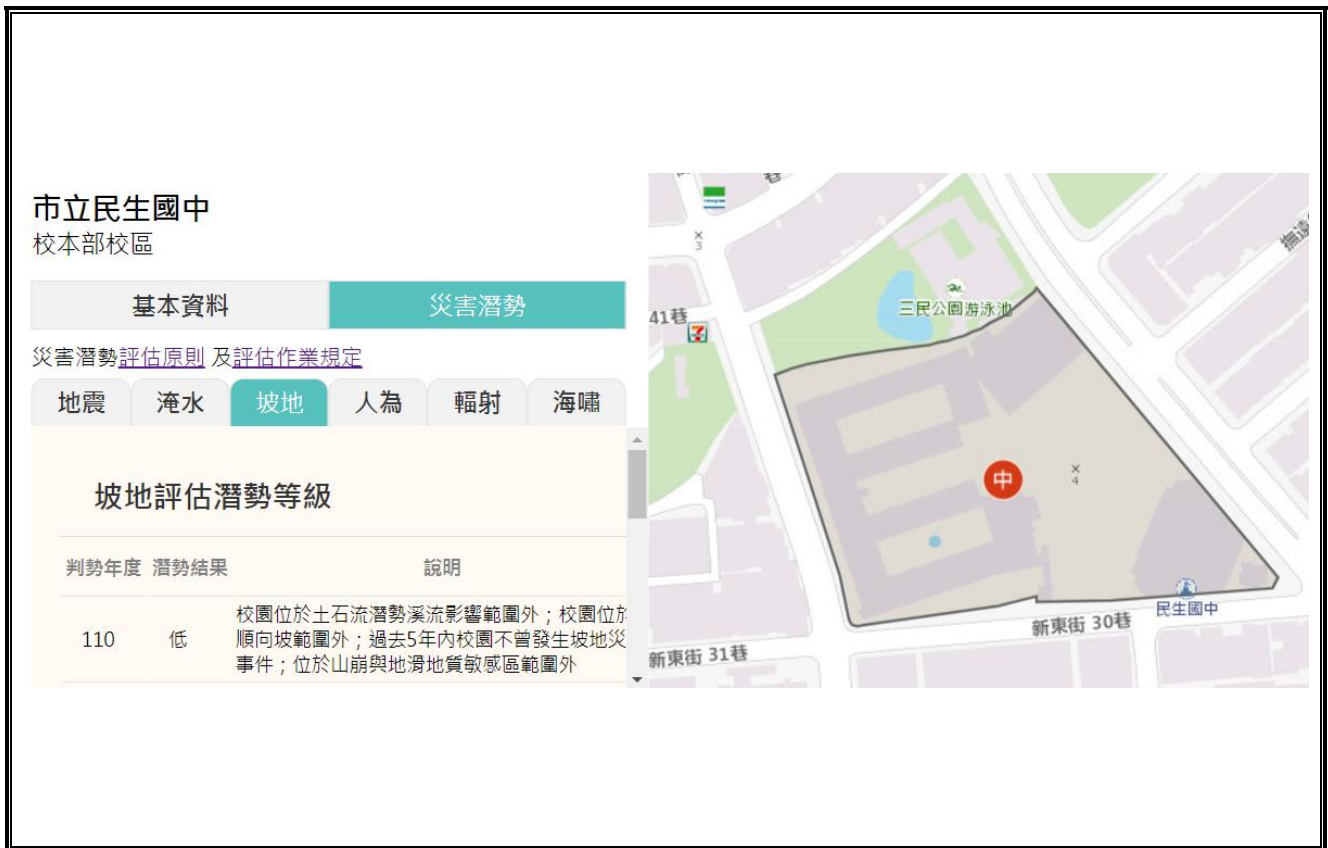 市立民生國中
校本部校區
基本資料
災害潛勢
災害潛勢評估原則 及評估作業規定
地震
淹水
坡地
人為
輻射
海嘯
坡地評估潛勢等級
判勢年度 潛勢結果 說明
110 低
校園位於土石流潛勢溪流影響範圍外；校園位於
順向坡範圍外；過去5年內校園不曾發生坡地災
事件；位於山崩與地滑地質敏感區範圍外
巷
3
41巷
7
三民公園游泳池
撫遠
中
4
民生國中
新東街 30巷
新東街 31巷